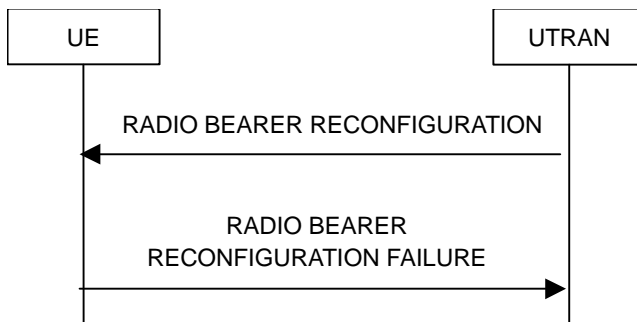 UE
UTRAN
RADIO BEARER RECONFIGURATION
RADIO BEARER
RECONFIGURATION FAILURE